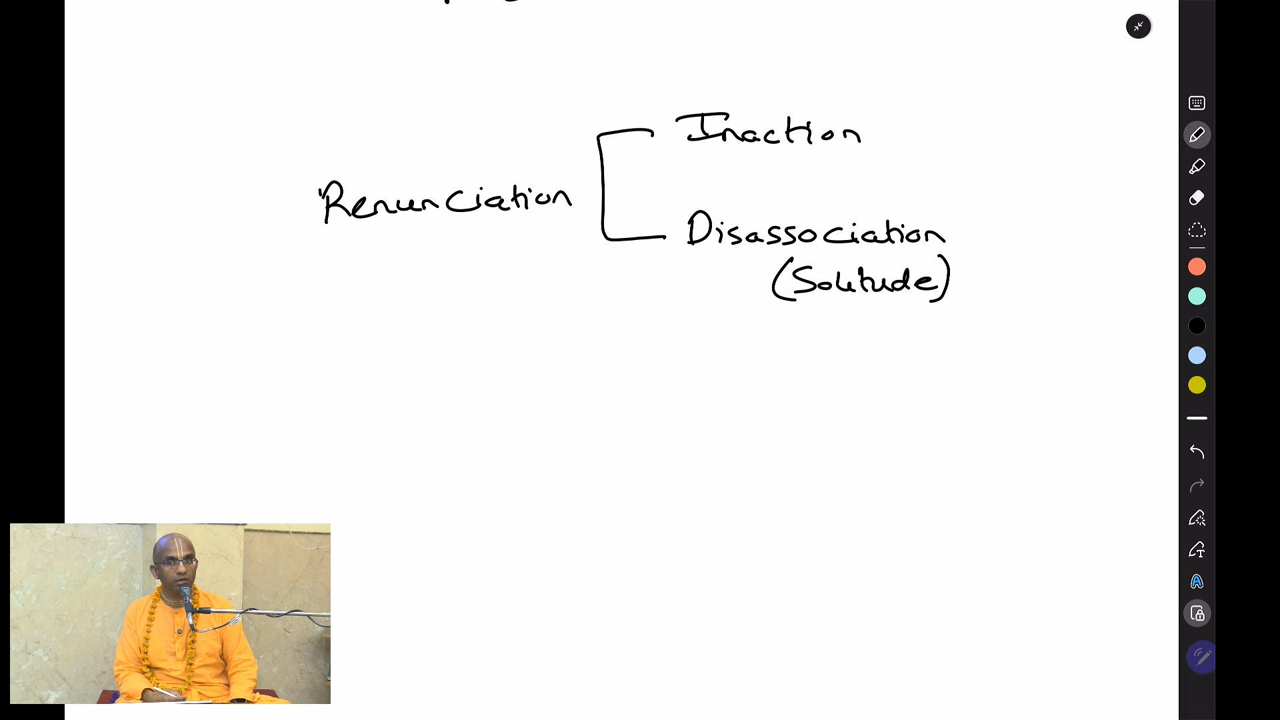 Inaction
Renunciation
Disassociation
(Solitude)